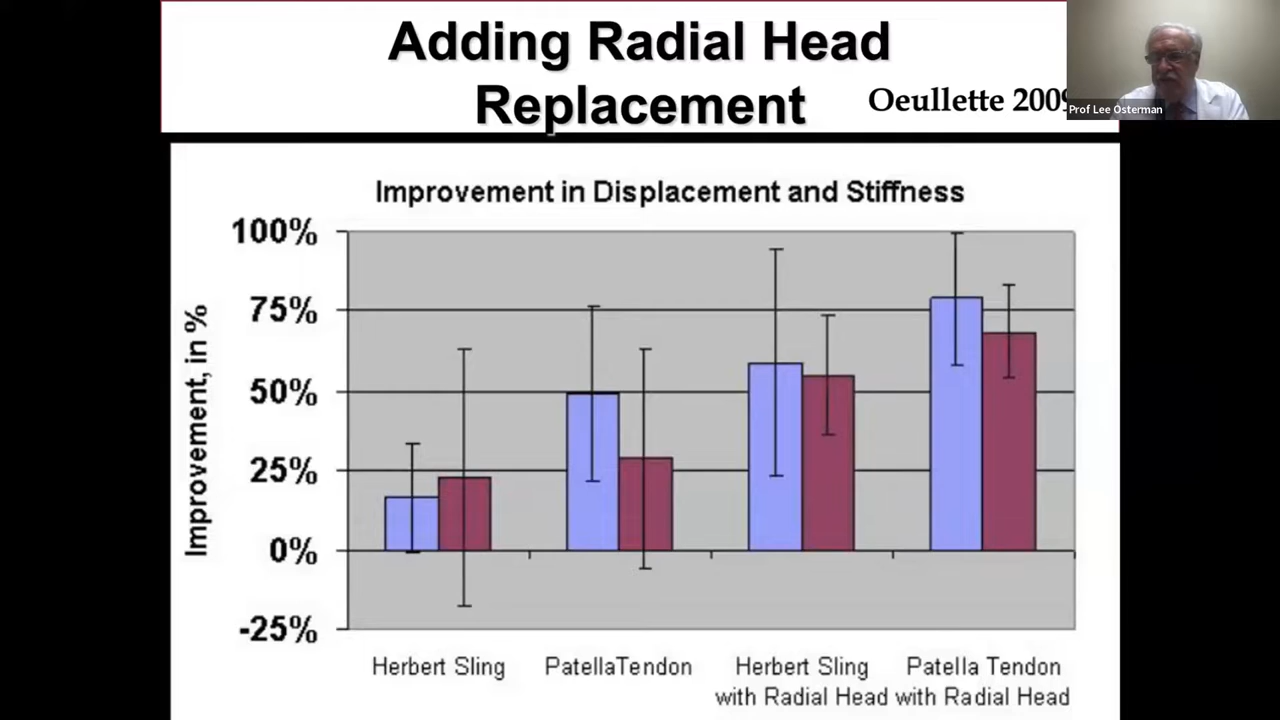 Adding Radial Head
Replacement
Oeullette 2009
Prof Lee Osterman
Improvement in Displacement and Stiffness
Improvement, in %
100%
75%
50%
25%
0%
-25%
Herbert Sling
PatellaTendon
Herbert Sling
with Radial Head
Patella Tendon
with Radial Head